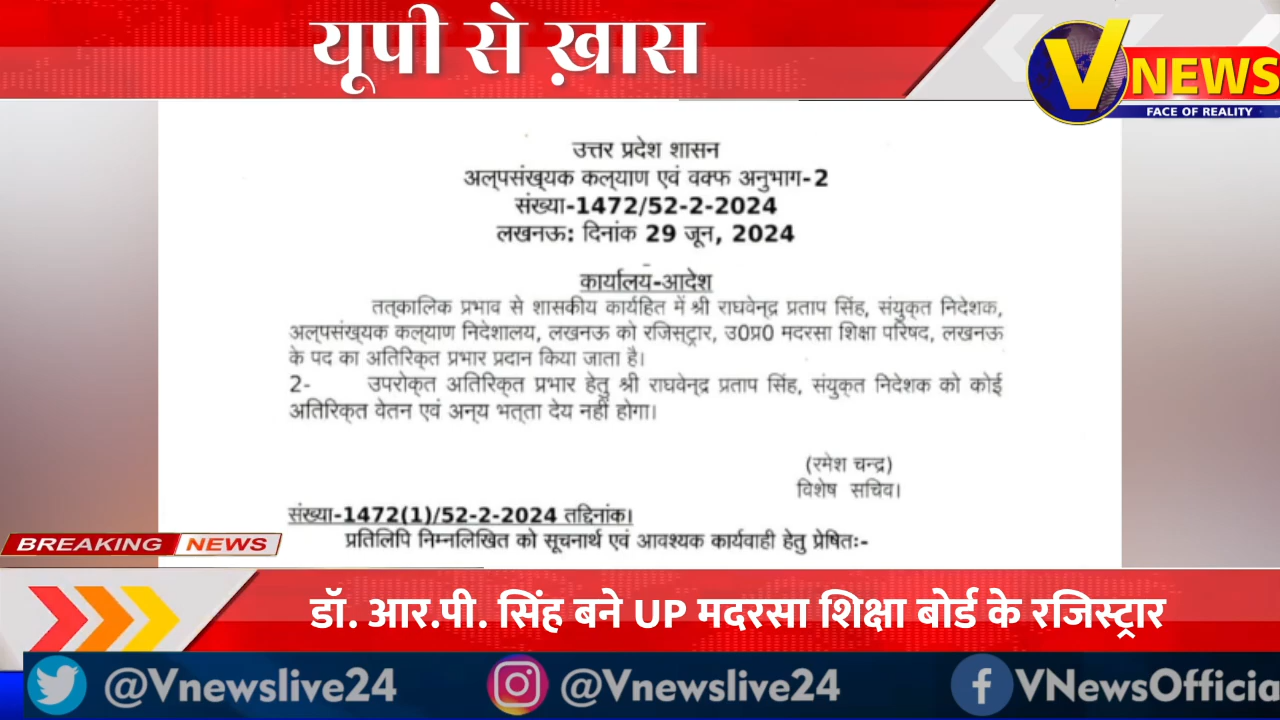 यूपी से ख़ास
V NEWS
FACE OF REALITY
उत्तर प्रदेश शासन
अल्पसंख्यक कल्याण एवं वक्फ अनुभाग-2
संख्या-1472/52-2-2024
लखनऊ: दिनांक 29 जून, 2024
कार्यालय-आदेश
तत्कालिक प्रभाव से शासकीय कार्यहित में श्री राघवेन्द्र प्रताप सिंह, संयुक्त निदेशक,
अल्पसंख्यक कल्याण निदेशालय, लखनऊ को रजिस्ट्रार, उ0प्र0 मदरसा शिक्षा परिषद, लखनऊ
के पद का अतिरिक्त प्रभार प्रदान किया जाता है।
2- उपरोक्त अतिरिक्त प्रभार हेतु श्री राघवेन्द्र प्रताप सिंह, संयुक्त निदेशक को कोई
अतिरिक्त वेतन एवं अन्य भत्ता देय नहीं होगा।
(रमेश चन्द्र)
विशेष सचिव।
संख्या-1472(1)/52-2-2024 तद्दिनांक।
प्रतिलिपि निम्नलिखित को सूचनार्थ एवं आवश्यक कार्यवाही हेतु प्रेषितः-
BREAKING NEWS
डॉ. आर.पी. सिंह बने UP मदरसा शिक्षा बोर्ड के रजिस्ट्रार
@Vnewslive24 @Vnewslive24 VNewsOfficia